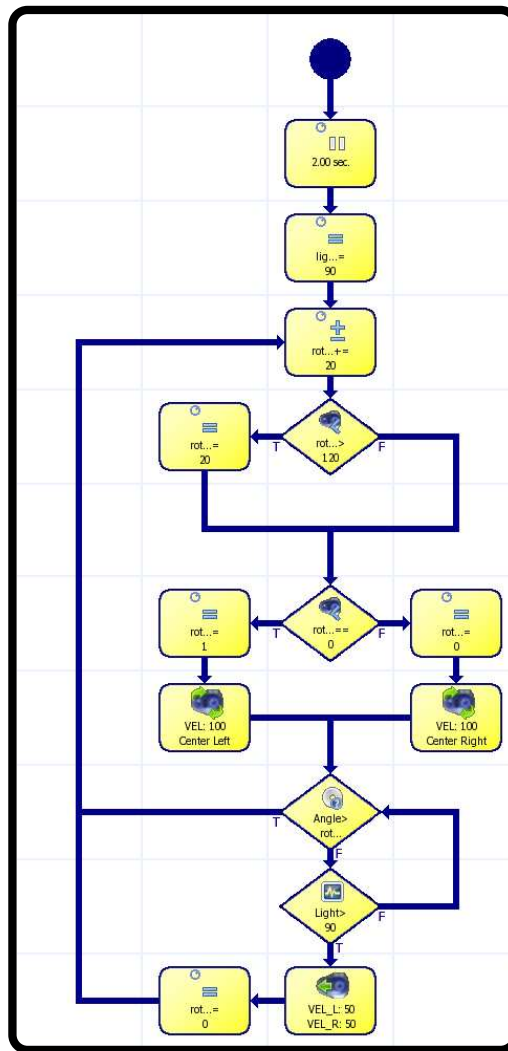 2.00 sec.
lig...=
90
rot...+=
20
rot...>
120
T
F
rot...=
20
rot...==
0
T
F
rot...=
1
rot...=
0
VEL: 100
Center Left
VEL: 100
Center Right
Angle>
rot...
T
F
Light>
90
F
T
rot...=
0
VEL_L: 50
VEL_R: 50